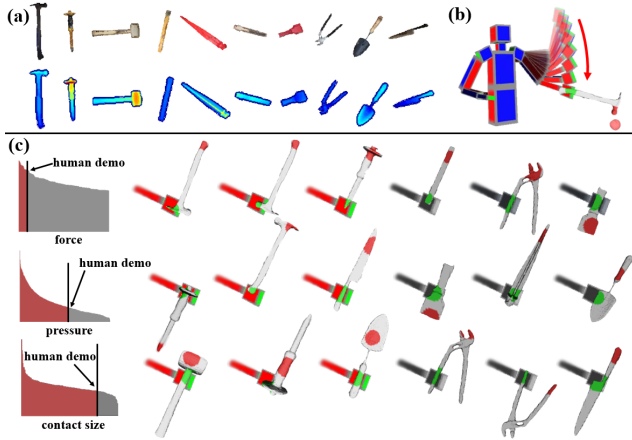 (a)
(b)
(c)
human demo
force
human demo
pressure
human demo
contact size